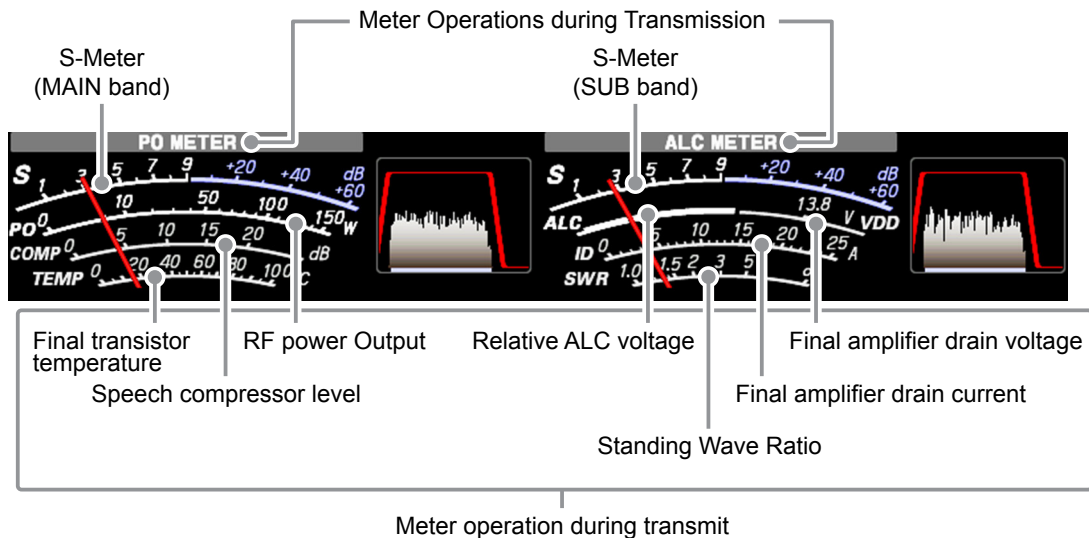 Meter Operations during Transmission
S-Meter
(MAIN band)
S-Meter
(SUB band)
PO METER
S 1 3 5 7 9 +20 +40 +60 dB
PO 0 10 50 100 150 W
COMP 0 5 10 15 20 dB
TEMP 0 20 40 60 80 100 °C
ALC METER
S 1 3 5 7 9 +20 +40 +60 dB
ALC 13.8 V VDD
ID 0 5 10 15 20 25 A
SWR 1.0 1.5 2 3 5
Final transistor
temperature
RF power Output
Speech compressor level
Relative ALC voltage
Final amplifier drain voltage
Final amplifier drain current
Standing Wave Ratio
Meter operation during transmit